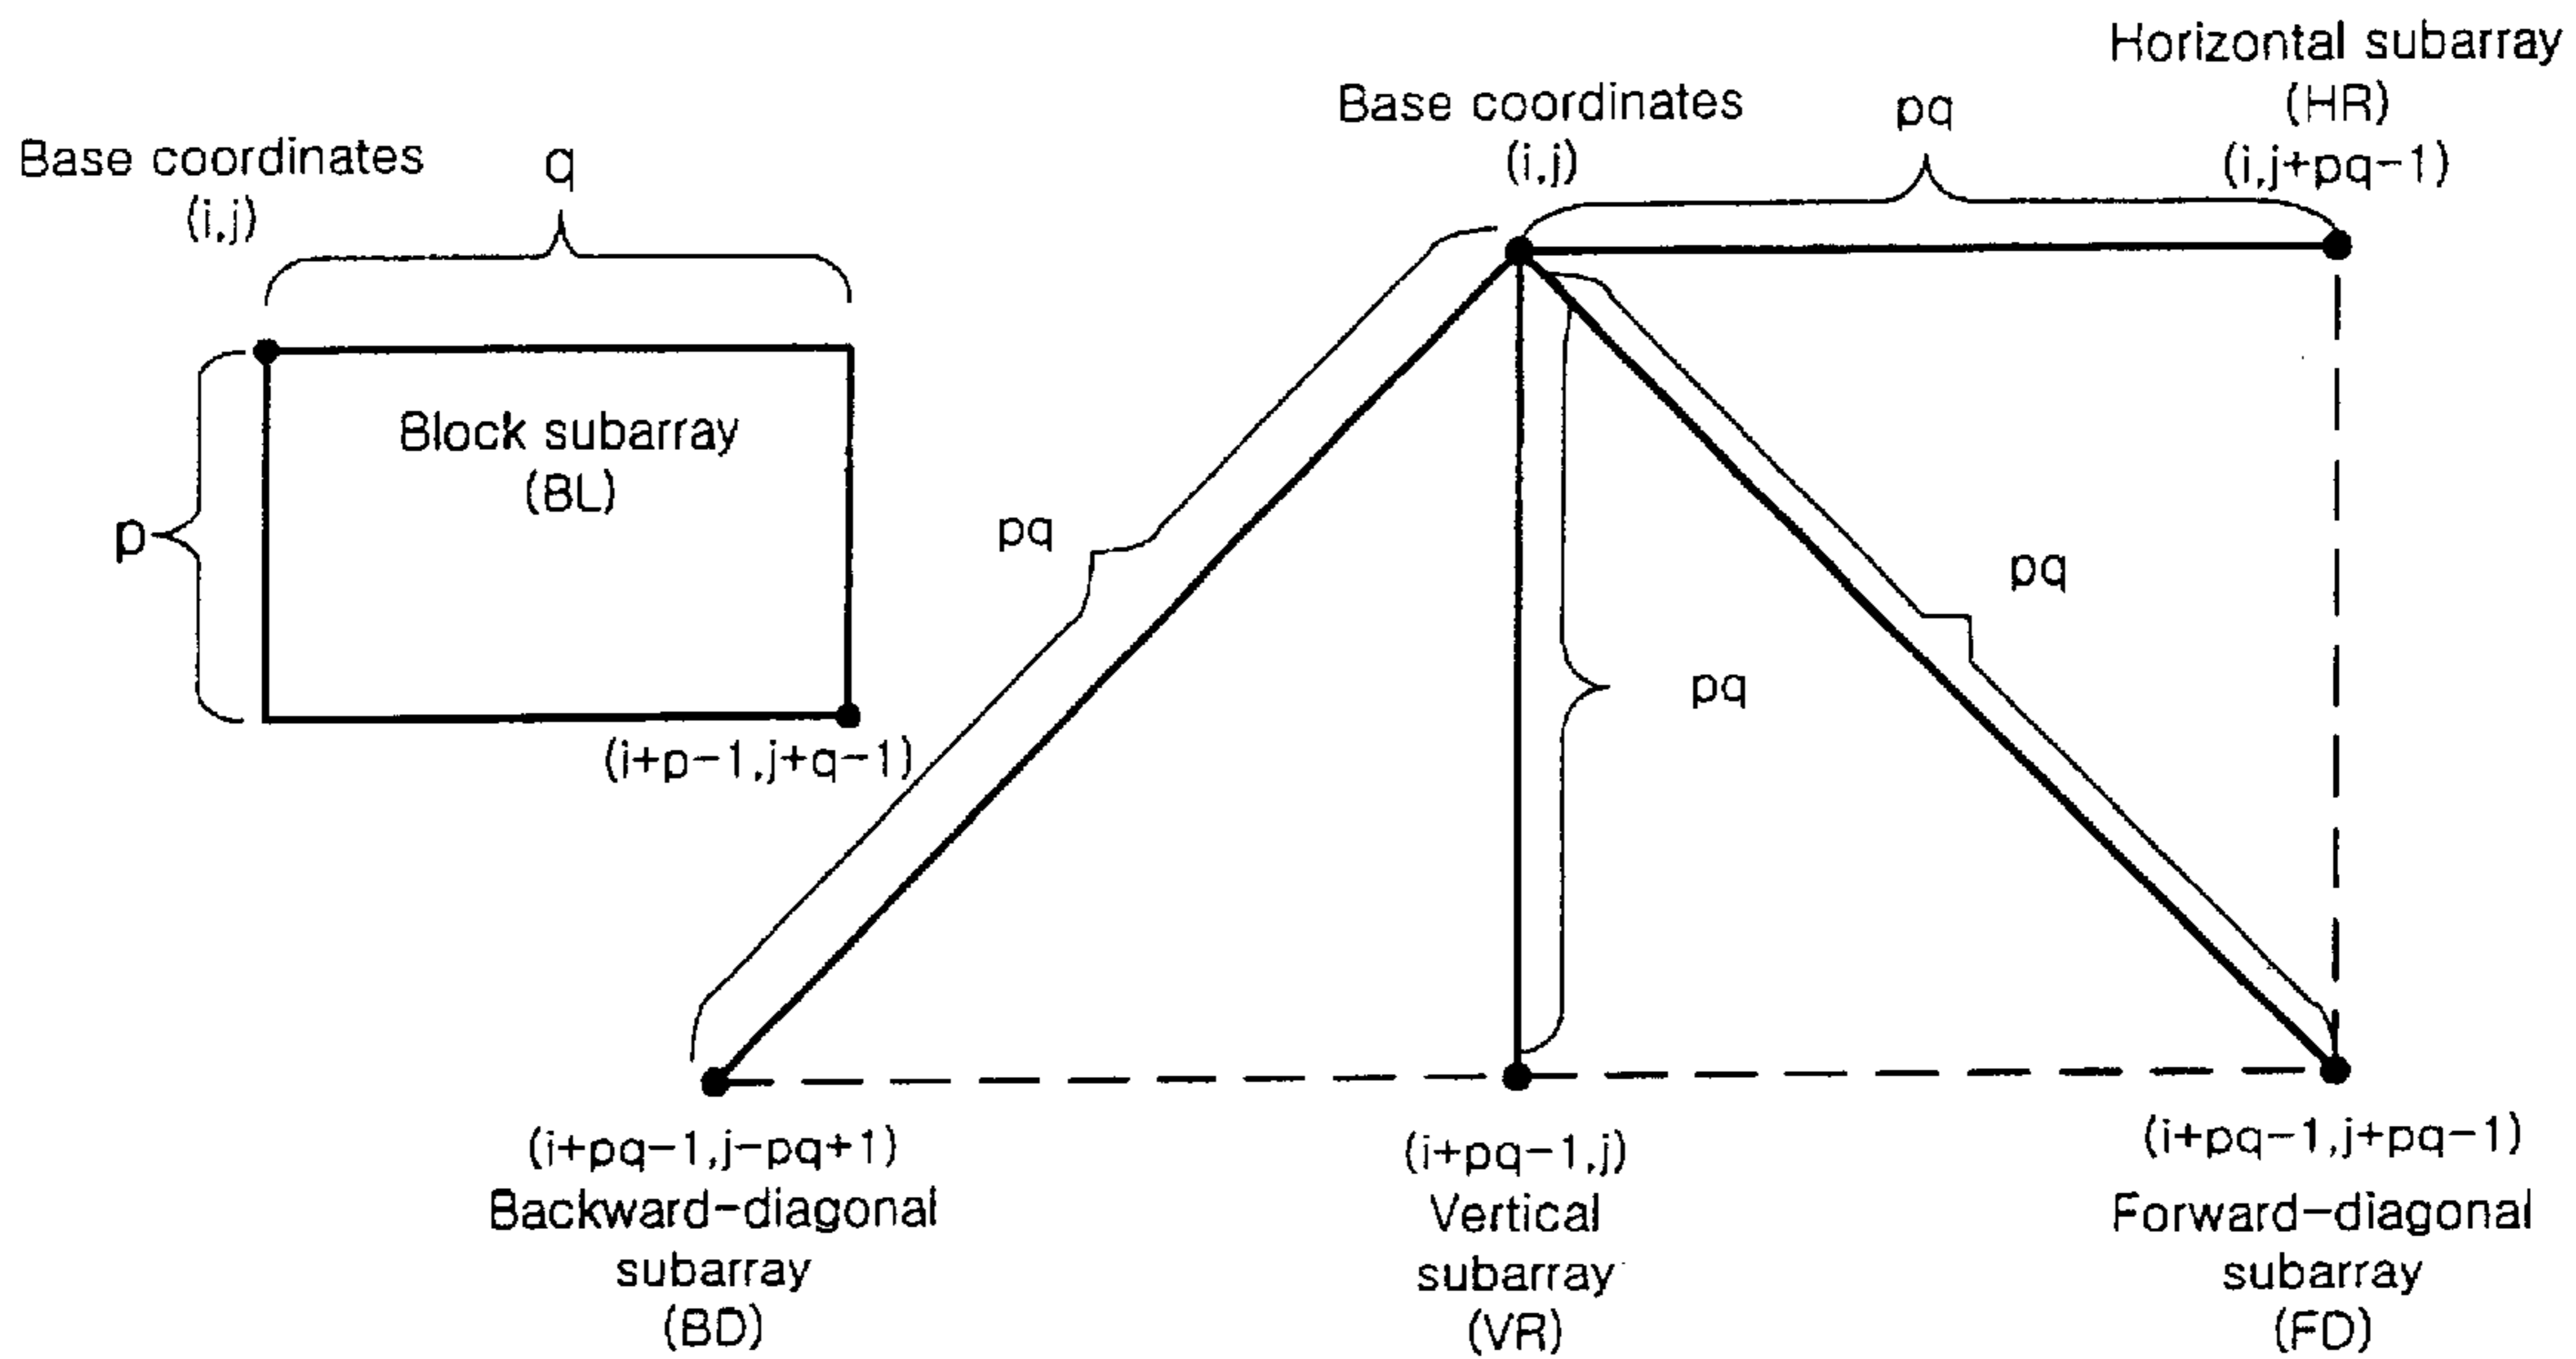 Horizontal subarray
(HR)
(i,j+pq-1)
Base coordinates
(i,j)
pq
Base coordinates
(i,j)
q
Block subarray
(BL)
p
(i+p-1,j+q-1)
pq
pq
pq
(i+pq-1,j-pq+1)
Backward-diagonal
subarray
(BD)
(i+pq-1,j)
Vertical
subarray
(VR)
(i+pq-1,j+pq-1)
Forward-diagonal
subarray
(FD)